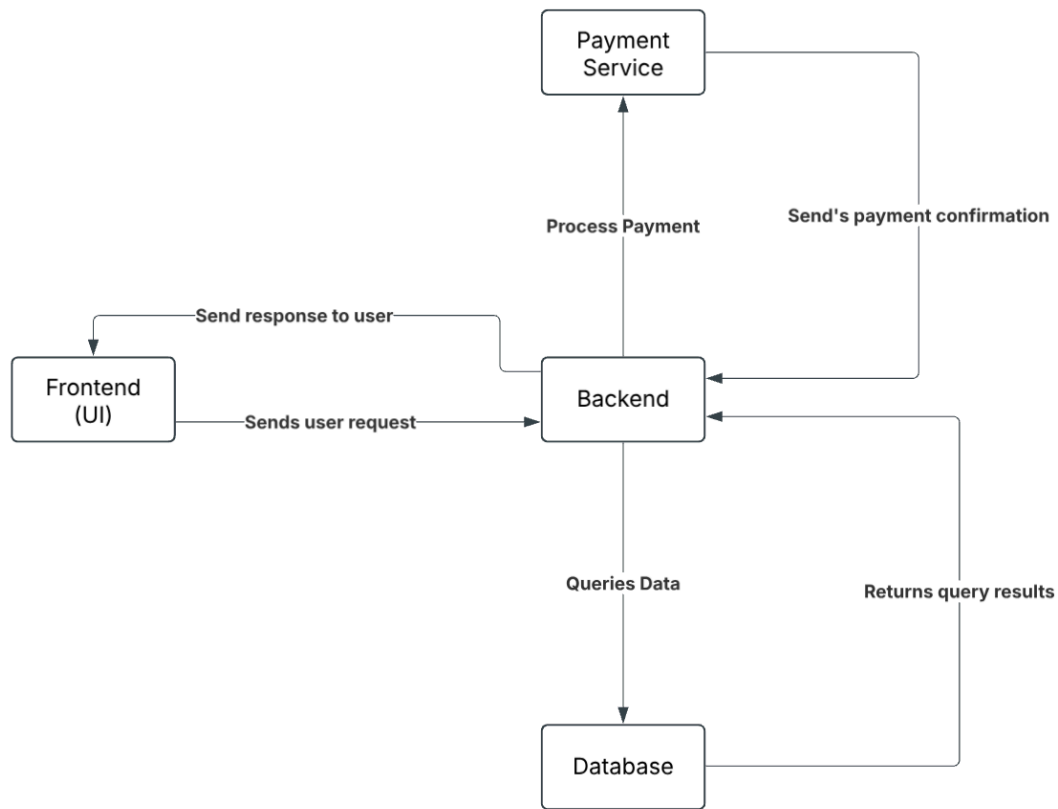 Payment
Service
Process Payment
Send's payment confirmation
Send response to user
Frontend
(UI)
Sends user request
Backend
Queries Data
Returns query results
Database